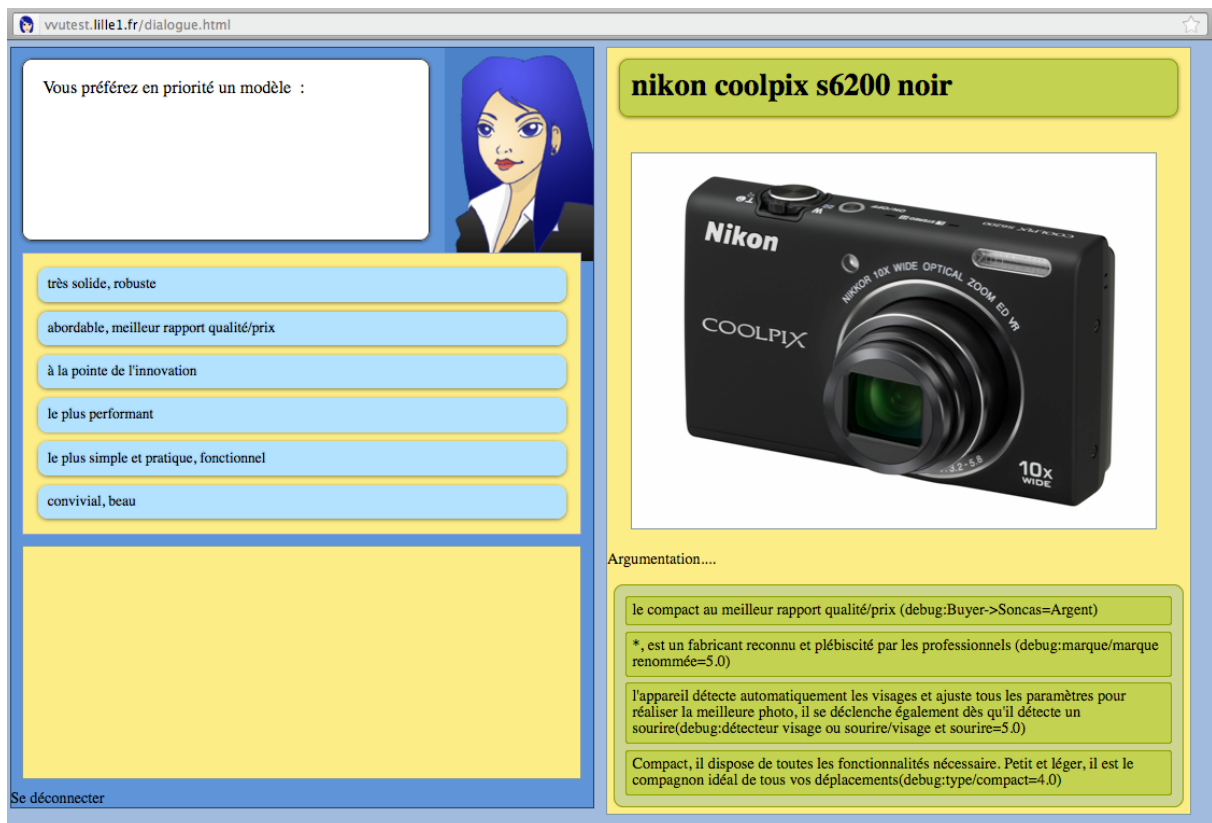 vvutest.lille1.fr/dialogue.html
Vous préférez en priorité un modèle :
très solide, robuste
abordable, meilleur rapport qualité/prix
à la pointe de l'innovation
le plus performant
le plus simple et pratique, fonctionnel
convivial, beau
Se déconnecter
nikon coolpix s6200 noir
ON/OFF
COOLPIX S6200
Nikon
NIKKOR 10X WIDE OPTICAL ZOOM ED VR
COOLPIX
10x
WIDE
Argumentation....
le compact au meilleur rapport qualité/prix (debug:Buyer->Soncas=Argent)
*, est un fabricant reconnu et plébiscité par les professionnels (debug:marque/marque
renommée=5.0)
l'appareil détecte automatiquement les visages et ajuste tous les paramètres pour
réaliser la meilleure photo, il se déclenche également dès qu'il détecte un
sourire(debug:détecteur visage ou sourire/visage et sourire=5.0)
Compact, il dispose de toutes les fonctionnalités nécessaire. Petit et léger, il est le
compagnon idéal de tous vos déplacements(debug:type/compact=4.0)